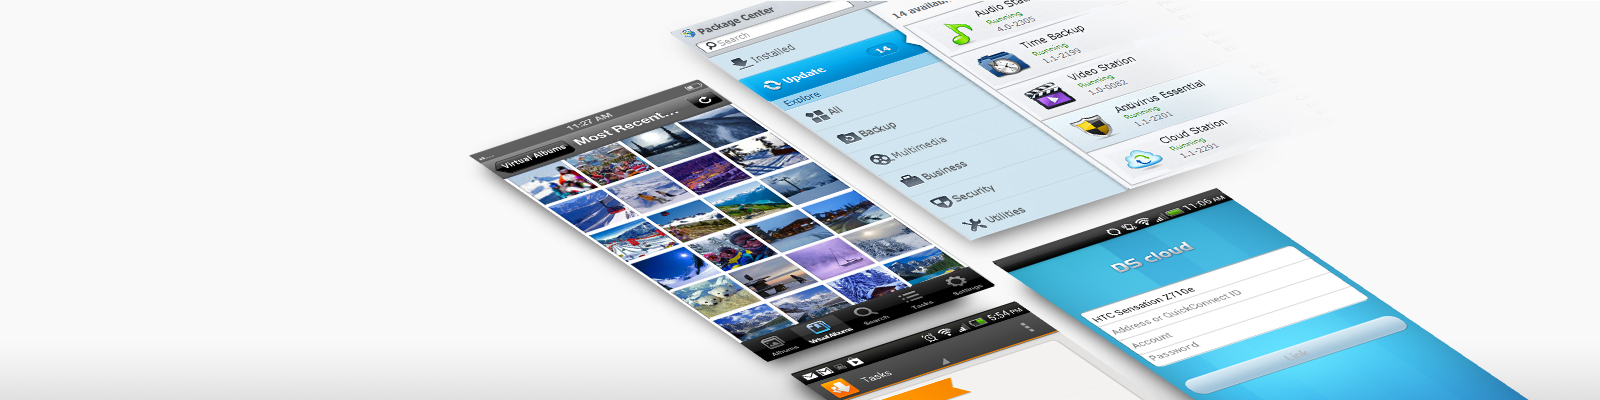 Package Center
Search
Installed
Update
14
Explore
All
Backup
Multimedia
Business
Security
Utilities
Audio
Running
4.0-2305
Time Backup
Running
1.1-2199
Video Station
Running
1.0-0082
Antivirus Essential
Running
1.1-2201
Cloud Station
Running
1.1-2291
11:27 AM
Virtual Albums
Most Recent...
Albums
Virtual Albums
Search
Tasks
Settings
5:54 PM
Tasks
11:06 AM
DS cloud
HTC Sensation Z710e
Address or QuickConnect ID
Account
Password
Link